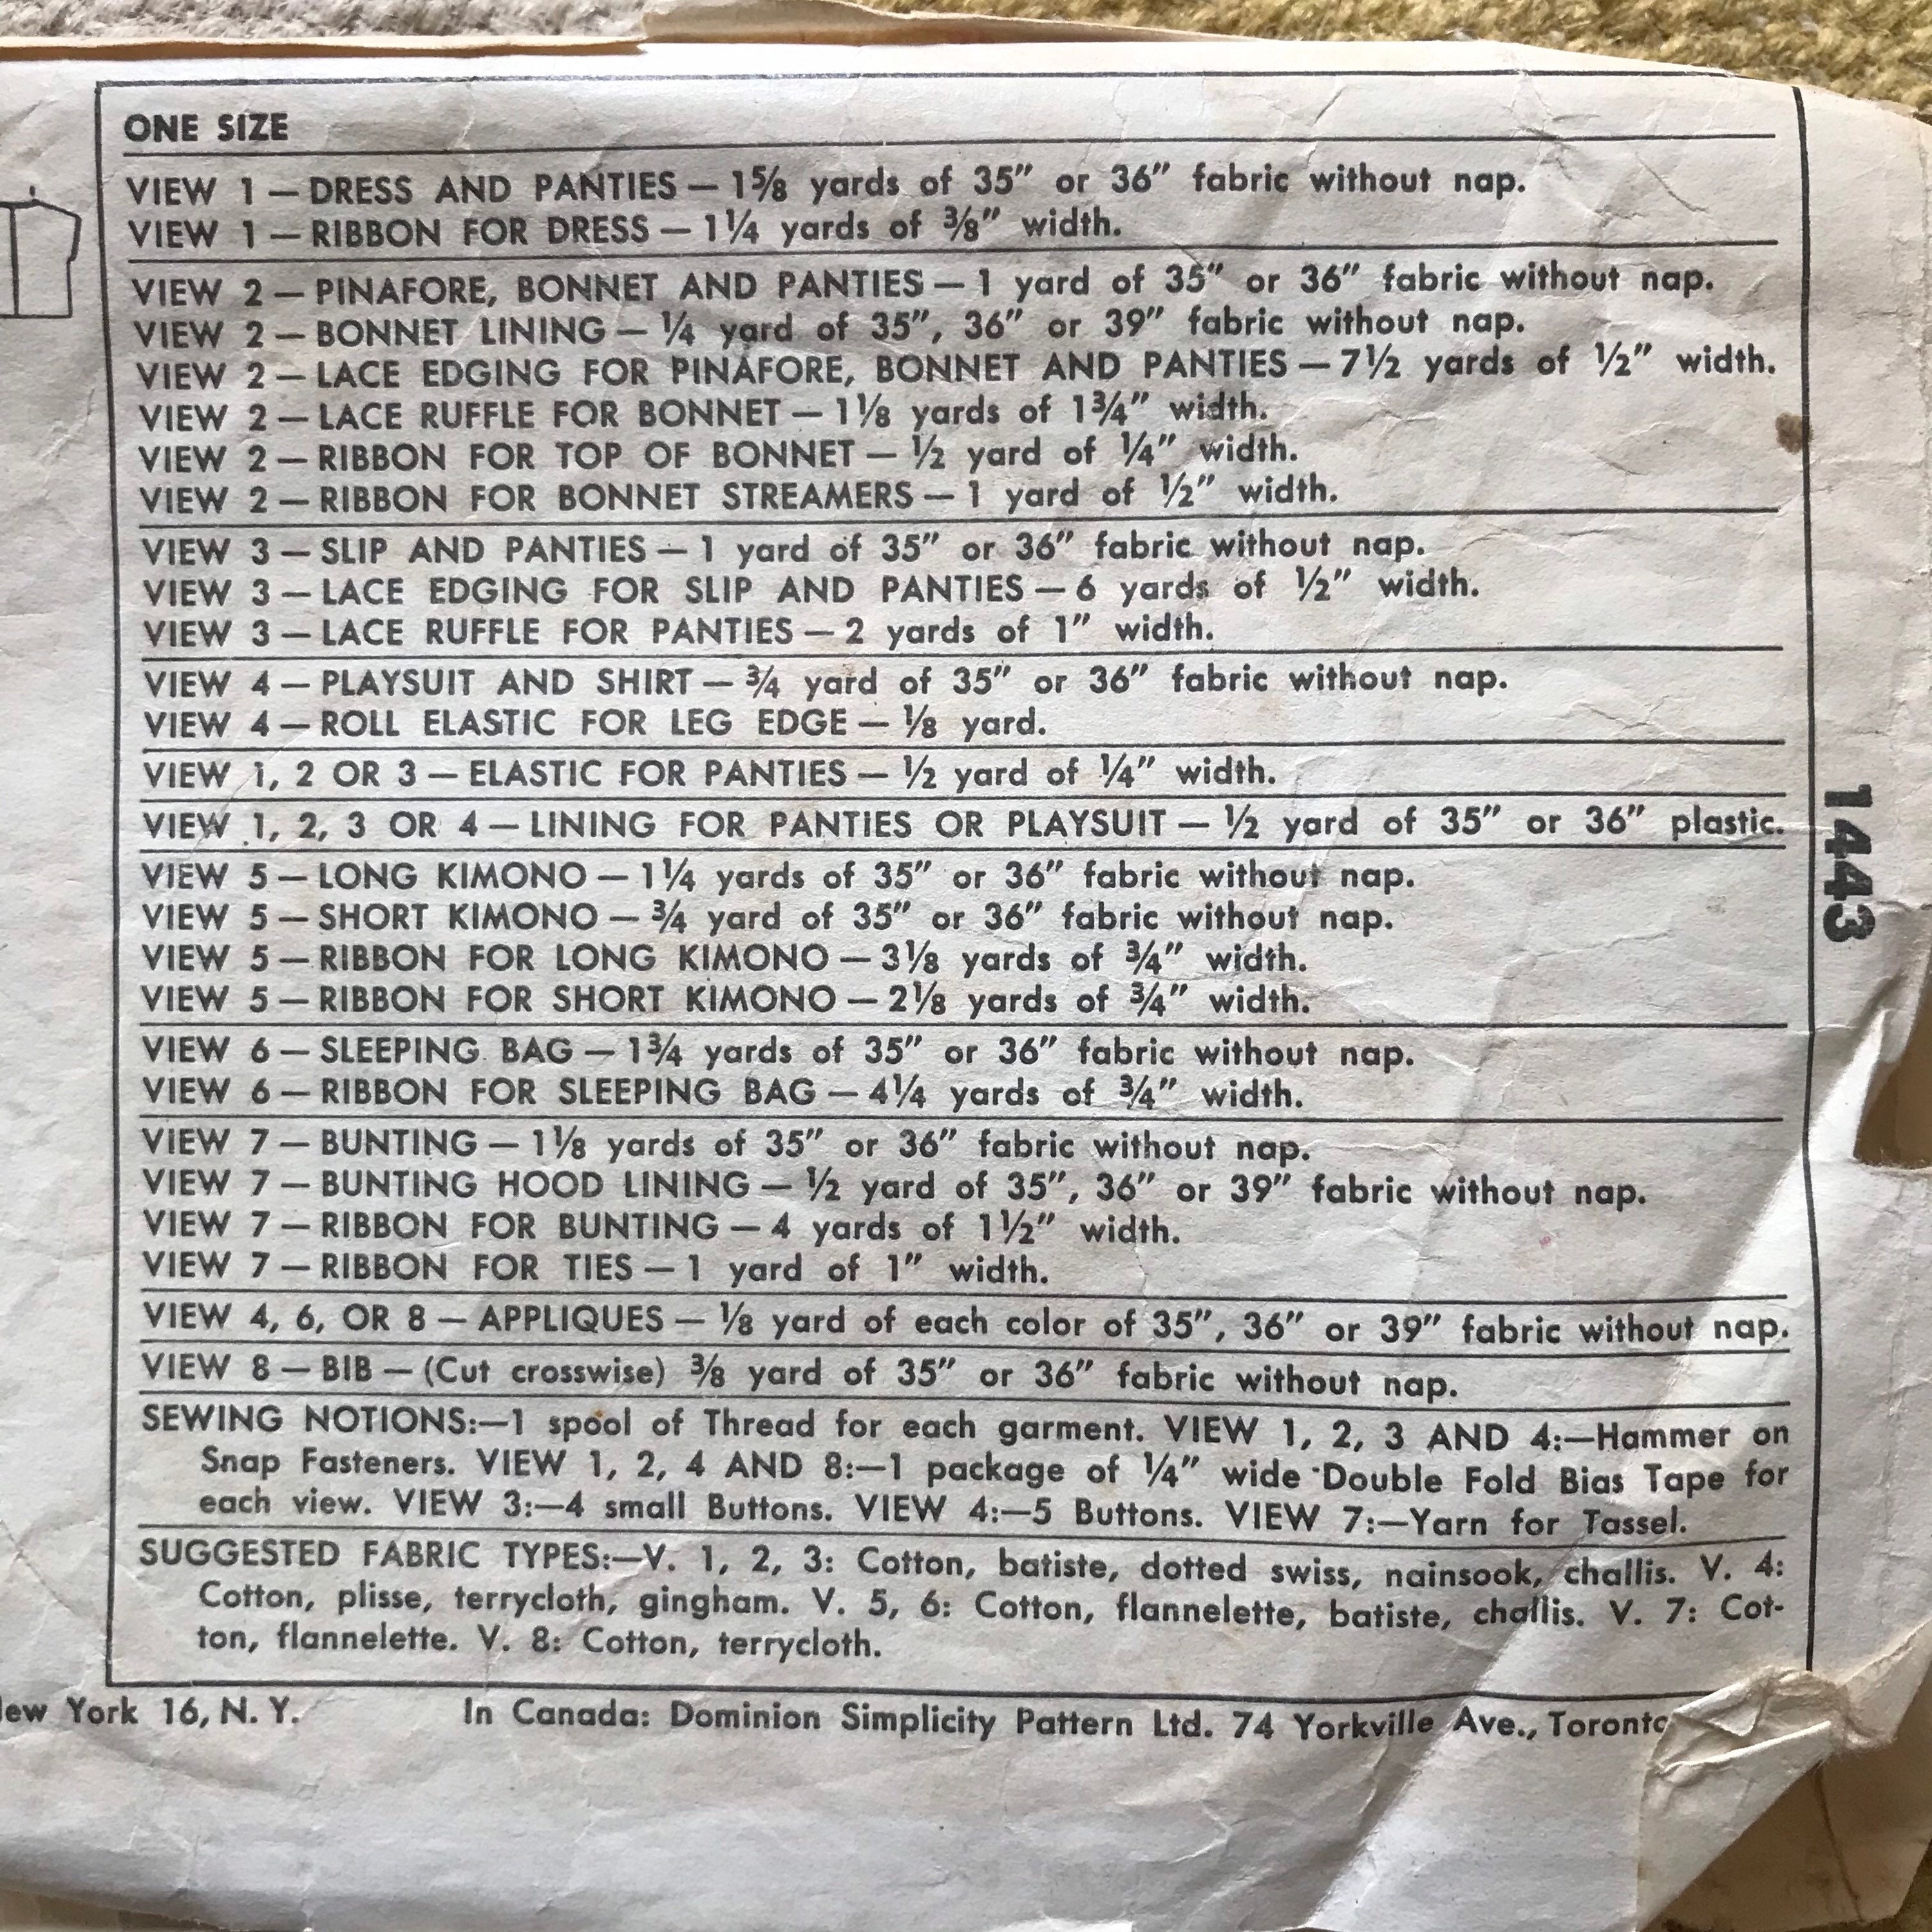 ONE SIZE
VIEW 1 — DRESS AND PANTIES — 1⅝ yards of 35″ or 36″ fabric without nap.
VIEW 1 — RIBBON FOR DRESS — 1¼ yards of ⅜″ width.
VIEW 2 — PINAFORE, BONNET AND PANTIES — 1 yard of 35″ or 36″ fabric without nap.
VIEW 2 — BONNET LINING — ¼ yard of 35″, 36″ or 39″ fabric without nap.
VIEW 2 — LACE EDGING FOR PINAFORE, BONNET AND PANTIES — 7½ yards of ½″ width.
VIEW 2 — LACE RUFFLE FOR BONNET — 1⅛ yards of 1¾″ width.
VIEW 2 — RIBBON FOR TOP OF BONNET — ½ yard of ¼″ width.
VIEW 2 — RIBBON FOR BONNET STREAMERS — 1 yard of ½″ width.
VIEW 3 — SLIP AND PANTIES — 1 yard of 35″ or 36″ fabric without nap.
VIEW 3 — LACE EDGING FOR SLIP AND PANTIES — 6 yards of ½″ width.
VIEW 3 — LACE RUFFLE FOR PANTIES — 2 yards of 1″ width.
VIEW 4 — PLAYSUIT AND SHIRT — ¾ yard of 35″ or 36″ fabric without nap.
VIEW 4 — ROLL ELASTIC FOR LEG EDGE — ⅛ yard.
VIEW 1, 2 OR 3 — ELASTIC FOR PANTIES — ½ yard of ¼″ width.
VIEW 1, 2, 3 OR 4 — LINING FOR PANTIES OR PLAYSUIT — ½ yard of 35″ or 36″ plastic.
VIEW 5 — LONG KIMONO — 1¼ yards of 35″ or 36″ fabric without nap.
VIEW 5 — SHORT KIMONO — ¾ yard of 35″ or 36″ fabric without nap.
VIEW 5 — RIBBON FOR LONG KIMONO — 3⅛ yards of ¾″ width.
VIEW 5 — RIBBON FOR SHORT KIMONO — 2⅛ yards of ¾″ width.
VIEW 6 — SLEEPING BAG — 1¾ yards of 35″ or 36″ fabric without nap.
VIEW 6 — RIBBON FOR SLEEPING BAG — 4¼ yards of ¾″ width.
VIEW 7 — BUNTING — 1⅛ yards of 35″ or 36″ fabric without nap.
VIEW 7 — BUNTING HOOD LINING — ½ yard of 35″, 36″ or 39″ fabric without nap.
VIEW 7 — RIBBON FOR BUNTING — 4 yards of 1½″ width.
VIEW 7 — RIBBON FOR TIES — 1 yard of 1″ width.
VIEW 4, 6, OR 8 — APPLIQUES — ⅛ yard of each color of 35″, 36″ or 39″ fabric without nap.
VIEW 8 — BIB — (Cut crosswise) ⅜ yard of 35″ or 36″ fabric without nap.
SEWING NOTIONS:—1 spool of Thread for each garment. VIEW 1, 2, 3 AND 4:—Hammer on
Snap Fasteners. VIEW 1, 2, 4 AND 8:—1 package of ¼″ wide Double Fold Bias Tape for
each view. VIEW 3:—4 small Buttons. VIEW 4:—5 Buttons. VIEW 7:—Yarn for Tassel.
SUGGESTED FABRIC TYPES:—V. 1, 2, 3: Cotton, batiste, dotted swiss, nainsook, challis. V. 4:
Cotton, plisse, terrycloth, gingham. V. 5, 6: Cotton, flannelette, batiste, challis. V. 7: Cot-
ton, flannelette. V. 8: Cotton, terrycloth.
1443
ew York 16, N. Y. In Canada: Dominion Simplicity Pattern Ltd. 74 Yorkville Ave., Toronto